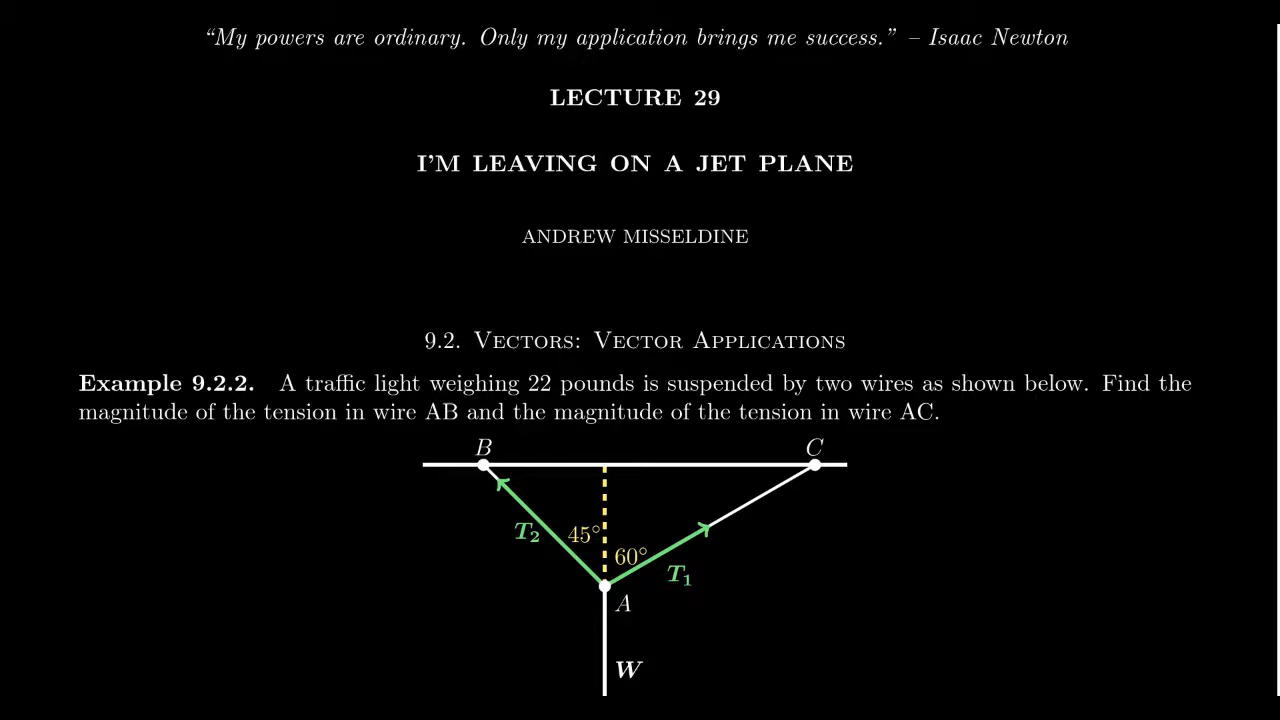 “My powers are ordinary. Only my application brings me success.” – Isaac Newton
LECTURE 29
I’M LEAVING ON A JET PLANE
ANDREW MISSELDINE
9.2. Vectors: Vector Applications
Example 9.2.2. A traffic light weighing 22 pounds is suspended by two wires as shown below. Find the
magnitude of the tension in wire AB and the magnitude of the tension in wire AC.
B C
T₂ 45°
60°
T₁
A
W